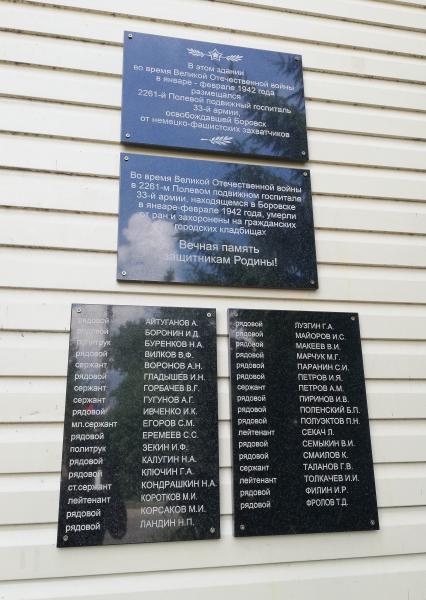 В этом здании
во время Великой Отечественной войны
в январе - феврале 1942 года
размещался
2261-й Полевой подвижный госпиталь
33-й армии,
освобождавшей Боровск
от немецко-фашистских захватчиков
Во время Великой Отечественной войны
в 2261-м Полевом подвижном госпитале
33-й армии, находящемся в Боровске
в январе-феврале 1942 года, умерли
от ран и захоронены на гражданских
городских кладбищах
Вечная память
защитникам Родины!
рядовой АЙТУГАНОВ А.
рядовой БОРОНИН И.Д.
политрук БУРЕНКОВ Н.А.
рядовой ВИЛКОВ В.Ф.
сержант ВОРОНОВ А.Н.
рядовой ГЛАДЫШЕВ И.Н.
сержант ГОРБАЧЕВ В.Г.
сержант ГУГУНОВ А.Г.
рядовой ИВЧЕНКО И.К.
мл.сержант ЕГОРОВ С.М.
рядовой ЕРЕМЕЕВ С.С.
политрук ЗЕКИН И.Ф.
рядовой КАЛУГИН Н.А.
рядовой КЛЮЧИН Г.А.
ст.сержант КОНДРАШКИН Н.А.
лейтенант КОРОТКОВ М.И.
рядовой КОРСАКОВ М.И.
рядовой ЛАНДИН Н.П.
рядовой ЛУЗГИН Г.А.
рядовой МАЙОРОВ И.С.
рядовой МАКЕЕВ В.И.
рядовой МАРЧУК М.Г.
сержант ПАРАНИН С.И.
рядовой ПЕТРОВ И.Я.
сержант ПЕТРОВ А.М.
рядовой ПИРИНОВ И.В.
рядовой ПОЛЕНСКИЙ Б.П.
рядовой ПОЛУЭКТОВ П.Н.
лейтенант СЕКАЧ Л.
рядовой СЕМЫКИН В.И.
рядовой СМАИЛОВ К.
сержант ТАЛАНОВ Г.В.
лейтенант ТОЛКАЧЕВ И.И.
рядовой ФИЛИН И.Р.
рядовой ФРОЛОВ Т.Д.